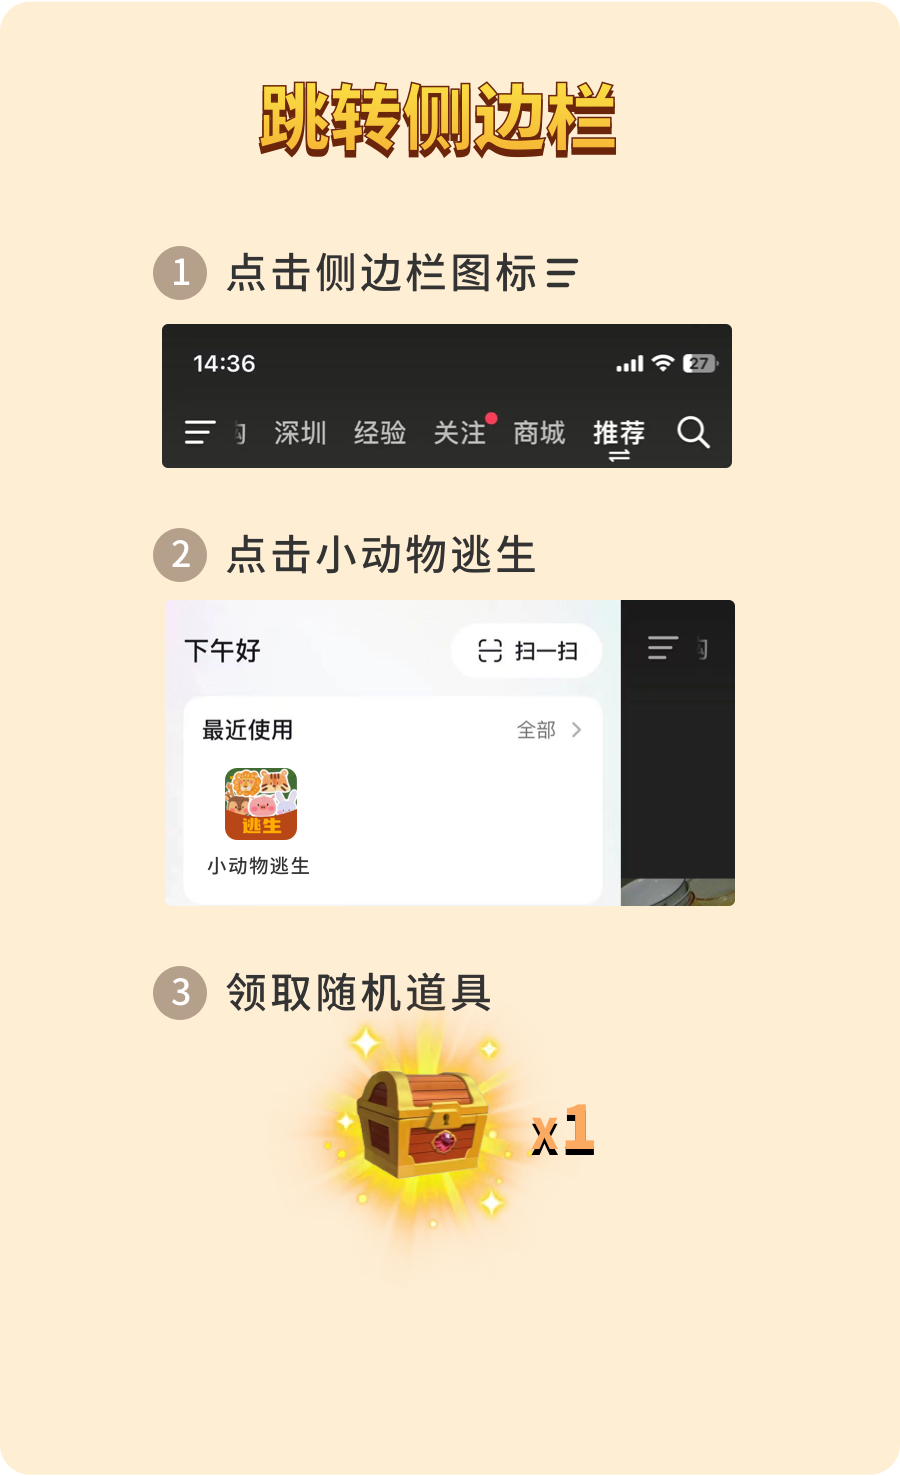 跳转侧边栏
1 点击侧边栏图标
14:36 27
深圳 经验 关注 商城 推荐
2 点击小动物逃生
下午好 扫一扫
最近使用 全部
逃生
小动物逃生
3 领取随机道具
x1